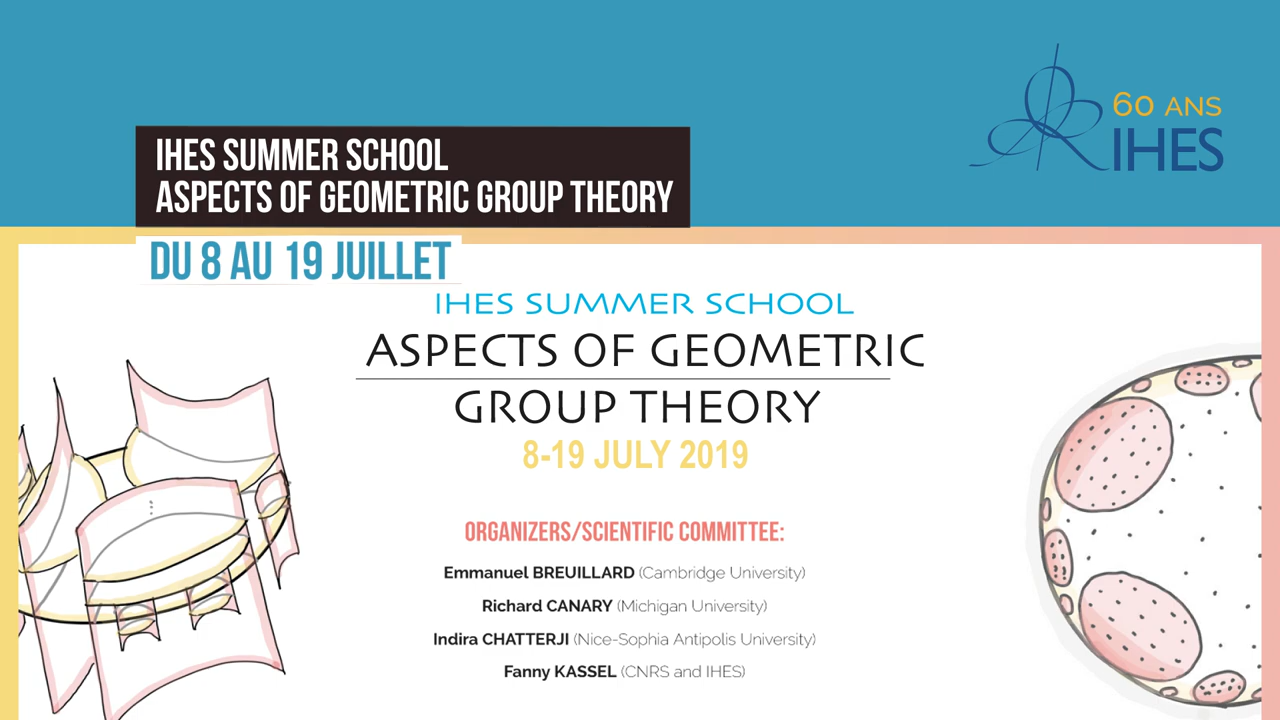 60 ANS
IHES
IHES SUMMER SCHOOL
ASPECTS OF GEOMETRIC GROUP THEORY
DU 8 AU 19 JUILLET
IHES SUMMER SCHOOL
ASPECTS OF GEOMETRIC
GROUP THEORY
8-19 JULY 2019
ORGANIZERS/SCIENTIFIC COMMITTEE:
Emmanuel BREUILLARD (Cambridge University)
Richard CANARY (Michigan University)
Indira CHATTERJI (Nice-Sophia Antipolis University)
Fanny KASSEL (CNRS and IHES)